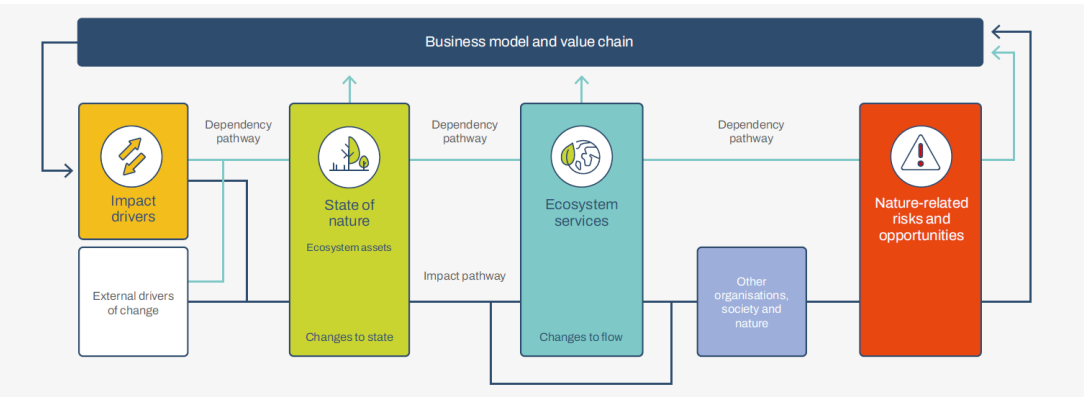 Business model and value chain
Dependency
pathway
Dependency
pathway
Dependency
pathway
Impact
drivers
State of
nature
Ecosystem assets
Ecosystem
services
Nature-related
risks and
opportunities
External drivers
of change
Impact pathway
Other
organisations,
society and
nature
Changes to state
Changes to flow